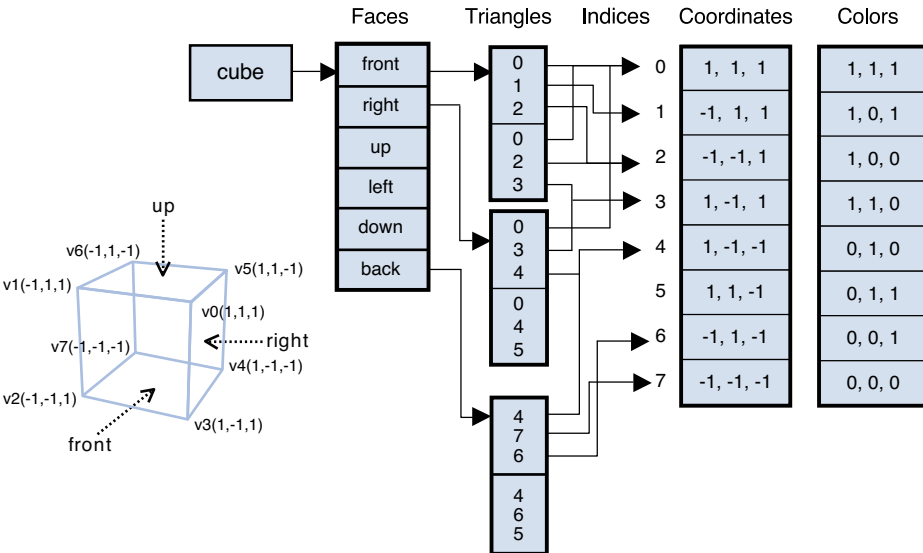 Faces Triangles Indices Coordinates Colors
cube
front
right
up
left
down
back
0
1
2
0
2
3
0
3
4
0
4
5
4
7
6
4
6
5
0 1, 1, 1 1, 1, 1
1 -1, 1, 1 1, 0, 1
2 -1, -1, 1 1, 0, 0
3 1, -1, 1 1, 1, 0
4 1, -1, -1 0, 1, 0
5 1, 1, -1 0, 1, 1
6 -1, 1, -1 0, 0, 1
7 -1, -1, -1 0, 0, 0
up
v6(-1,1,-1)
v5(1,1,-1)
v1(-1,1,1)
v0(1,1,1)
right
v7(-1,-1,-1)
v4(1,-1,-1)
v2(-1,-1,1)
v3(1,-1,1)
front